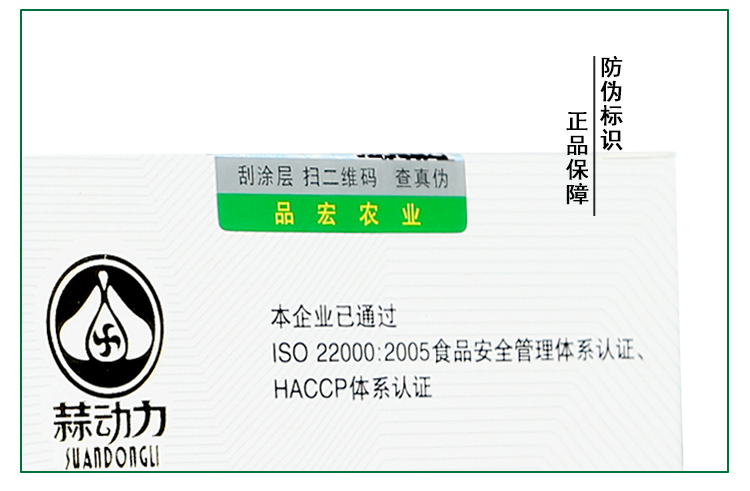 防伪标识
正品保障
刮涂层 扫二维码 查真伪
品宏农业
本企业已通过
ISO 22000:2005食品安全管理体系认证、
HACCP体系认证
蒜动力
SUANDONGLI